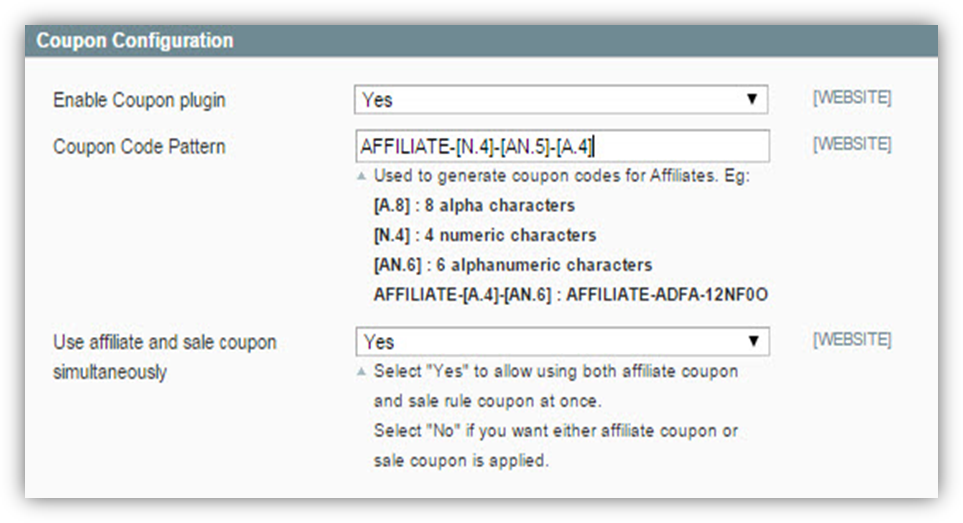 Coupon Configuration
Enable Coupon plugin Yes ▼ [WEBSITE]
Coupon Code Pattern AFFILIATE-[N.4]-[AN.5]-[A.4] [WEBSITE]
Used to generate coupon codes for Affiliates. Eg:
[A.8] : 8 alpha characters
[N.4] : 4 numeric characters
[AN.6] : 6 alphanumeric characters
AFFILIATE-[A.4]-[AN.6] : AFFILIATE-ADFA-12NF0O
Use affiliate and sale coupon simultaneously Yes ▼ [WEBSITE]
Select "Yes" to allow using both affiliate coupon
and sale rule coupon at once.
Select "No" if you want either affiliate coupon or
sale coupon is applied.